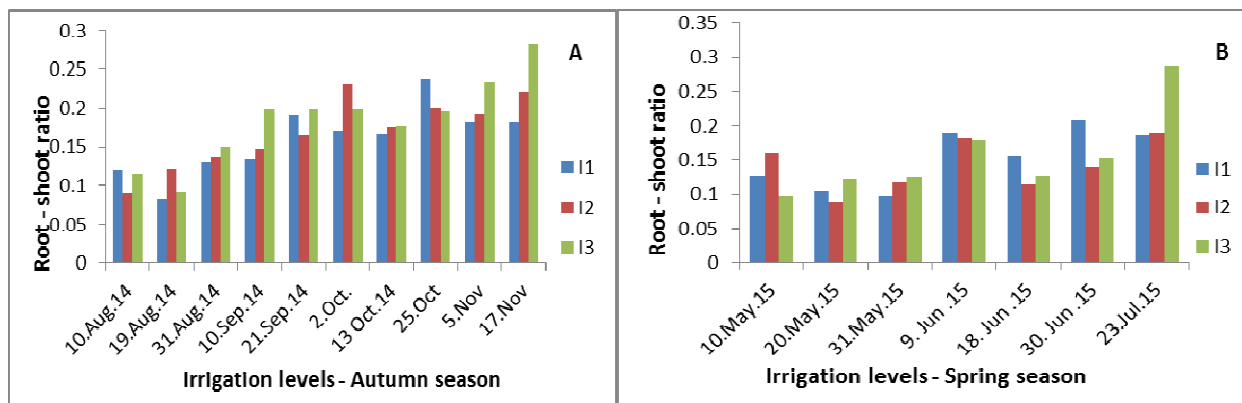 A
0.3
0.25
0.2
0.15
0.1
0.05
0
Root - shoot ratio
I1
I2
I3
10.Aug.14
19.Aug.14
31.Aug.14
10.Sep.14
21.Sep.14
2.Oct.
13 Oct.14
25.Oct
5.Nov
17.Nov
Irrigation levels - Autumn season
B
0.35
0.3
0.25
0.2
0.15
0.1
0.05
0
Root - shoot ratio
I1
I2
I3
10.May.15
20.May.15
31.May.15
9. Jun .15
18. Jun .15
30. Jun .15
23.Jul.15
Irrigation levels - Spring season